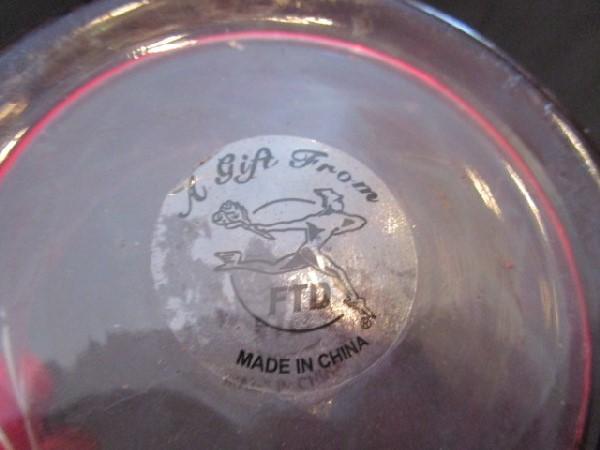 A Gift From
FTD
®
MADE IN CHINA